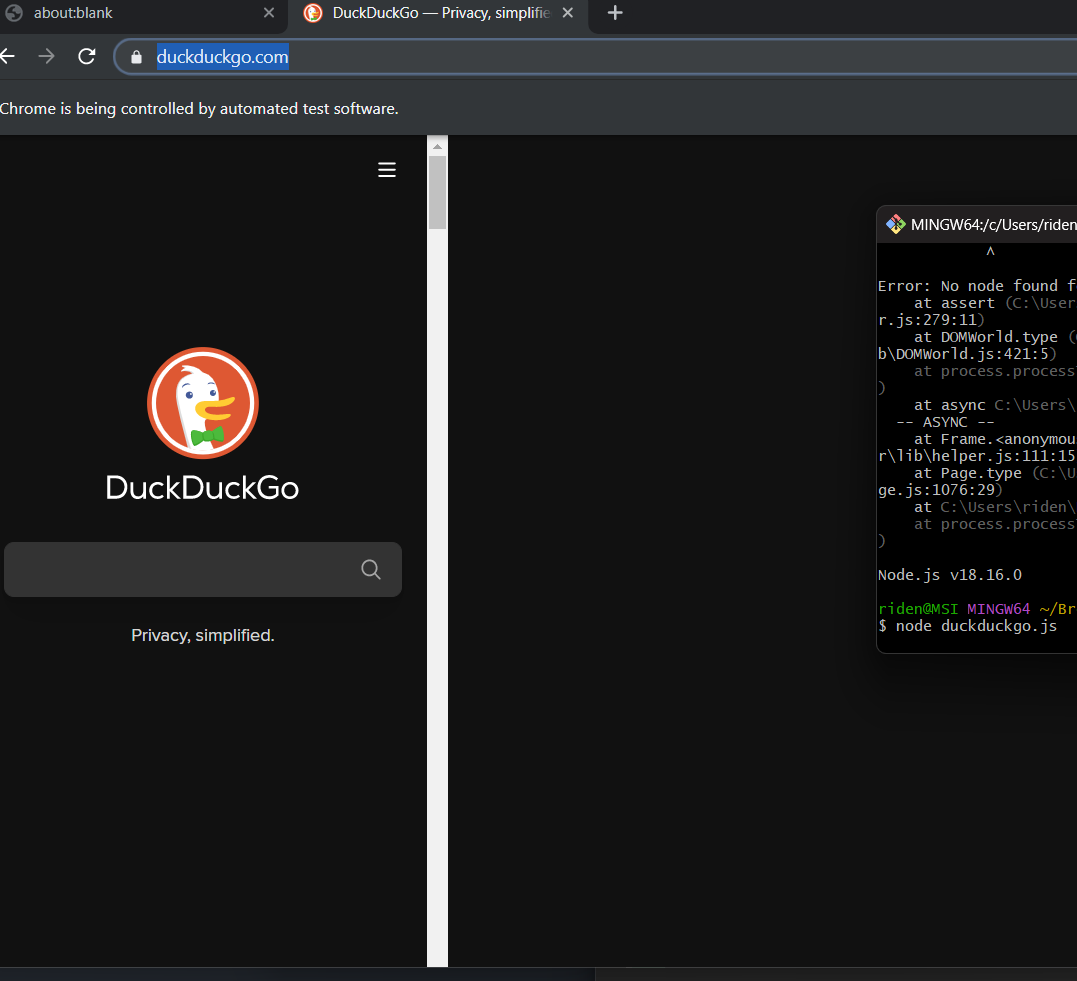 about:blank
DuckDuckGo — Privacy, simplifie
duckduckgo.com
Chrome is being controlled by automated test software.
DuckDuckGo
Privacy, simplified.
MINGW64:/c/Users/riden
^
Error: No node found f
at assert (C:\User
r.js:279:11)
at DOMWorld.type (
b\DOMWorld.js:421:5)
at process.process
)
at async C:\Users\
-- ASYNC --
at Frame.<anonymou
r\lib\helper.js:111:15
at Page.type (C:\U
ge.js:1076:29)
at C:\Users\riden\
at process.process
)
Node.js v18.16.0
riden@MSI MINGW64 ~/Br
$ node duckduckgo.js